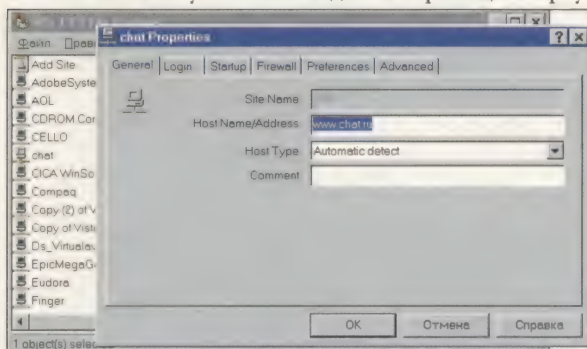 Файл Прав
chat Properties
General Login Startup Firewall Preferences Advanced
Add Site
AdobeSyste
AOL
CDROM Cor
CELLO
chat
CICA WinSo
Compaq
Copy (2) of V
Copy of Vist
Ds_Virtualav
EpicMegaG
Eudora
Finger
Site Name
Host Name/Address www.chat.ru
Host Type Automatic detect
Comment
OK Отмена Справка
1 object(s) selec